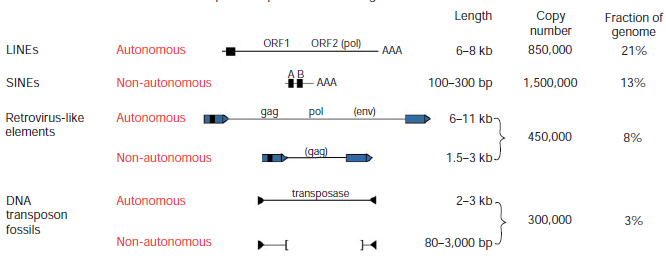 Length
Copy number
Fraction of genome
LINEs Autonomous ORF1 ORF2 (pol) AAA 6–8 kb 850,000 21%
SINEs Non-autonomous A B AAA 100–300 bp 1,500,000 13%
Retrovirus-like elements
Autonomous gag pol (env) 6–11 kb
450,000 8%
Non-autonomous (gag) 1.5–3 kb
DNA transposon fossils
Autonomous transposase 2–3 kb
300,000 3%
Non-autonomous 80–3,000 bp